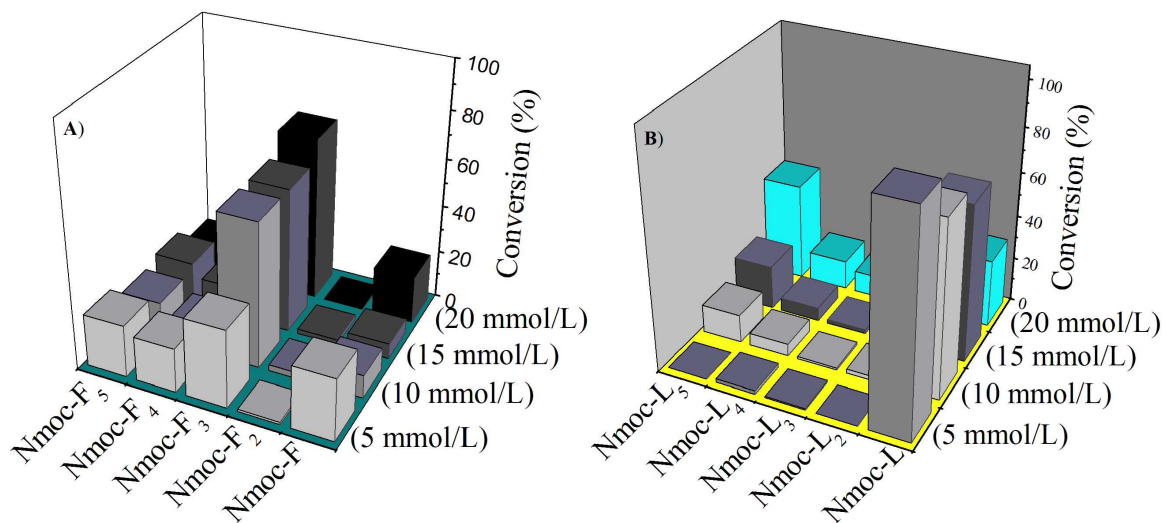 A)
100
80
60
40
20
0
Conversion (%)
(20 mmol/L)
(15 mmol/L)
(10 mmol/L)
(5 mmol/L)
Nmoc-F5
Nmoc-F4
Nmoc-F3
Nmoc-F2
Nmoc-F
B)
100
80
60
40
20
0
Conversion (%)
(20 mmol/L)
(15 mmol/L)
(10 mmol/L)
(5 mmol/L)
Nmoc-L5
Nmoc-L4
Nmoc-L3
Nmoc-L2
Nmoc-L